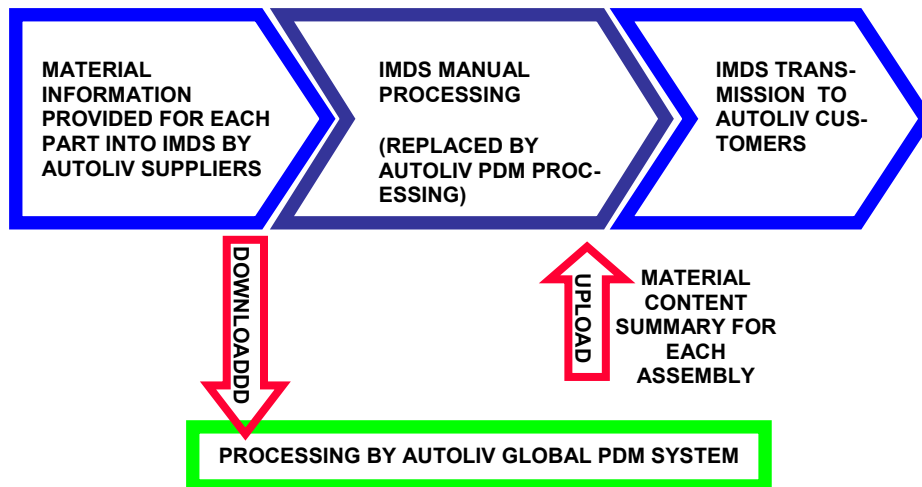 MATERIAL
INFORMATION
PROVIDED FOR EACH
PART INTO IMDS BY
AUTOLIV SUPPLIERS
IMDS MANUAL
PROCESSING
(REPLACED BY
AUTOLIV PDM PROC-
ESSING)
IMDS TRANS-
MISSION TO
AUTOLIV CUS-
TOMERS
DOWNLOADDD
UPLOAD
MATERIAL
CONTENT
SUMMARY FOR
EACH
ASSEMBLY
PROCESSING BY AUTOLIV GLOBAL PDM SYSTEM